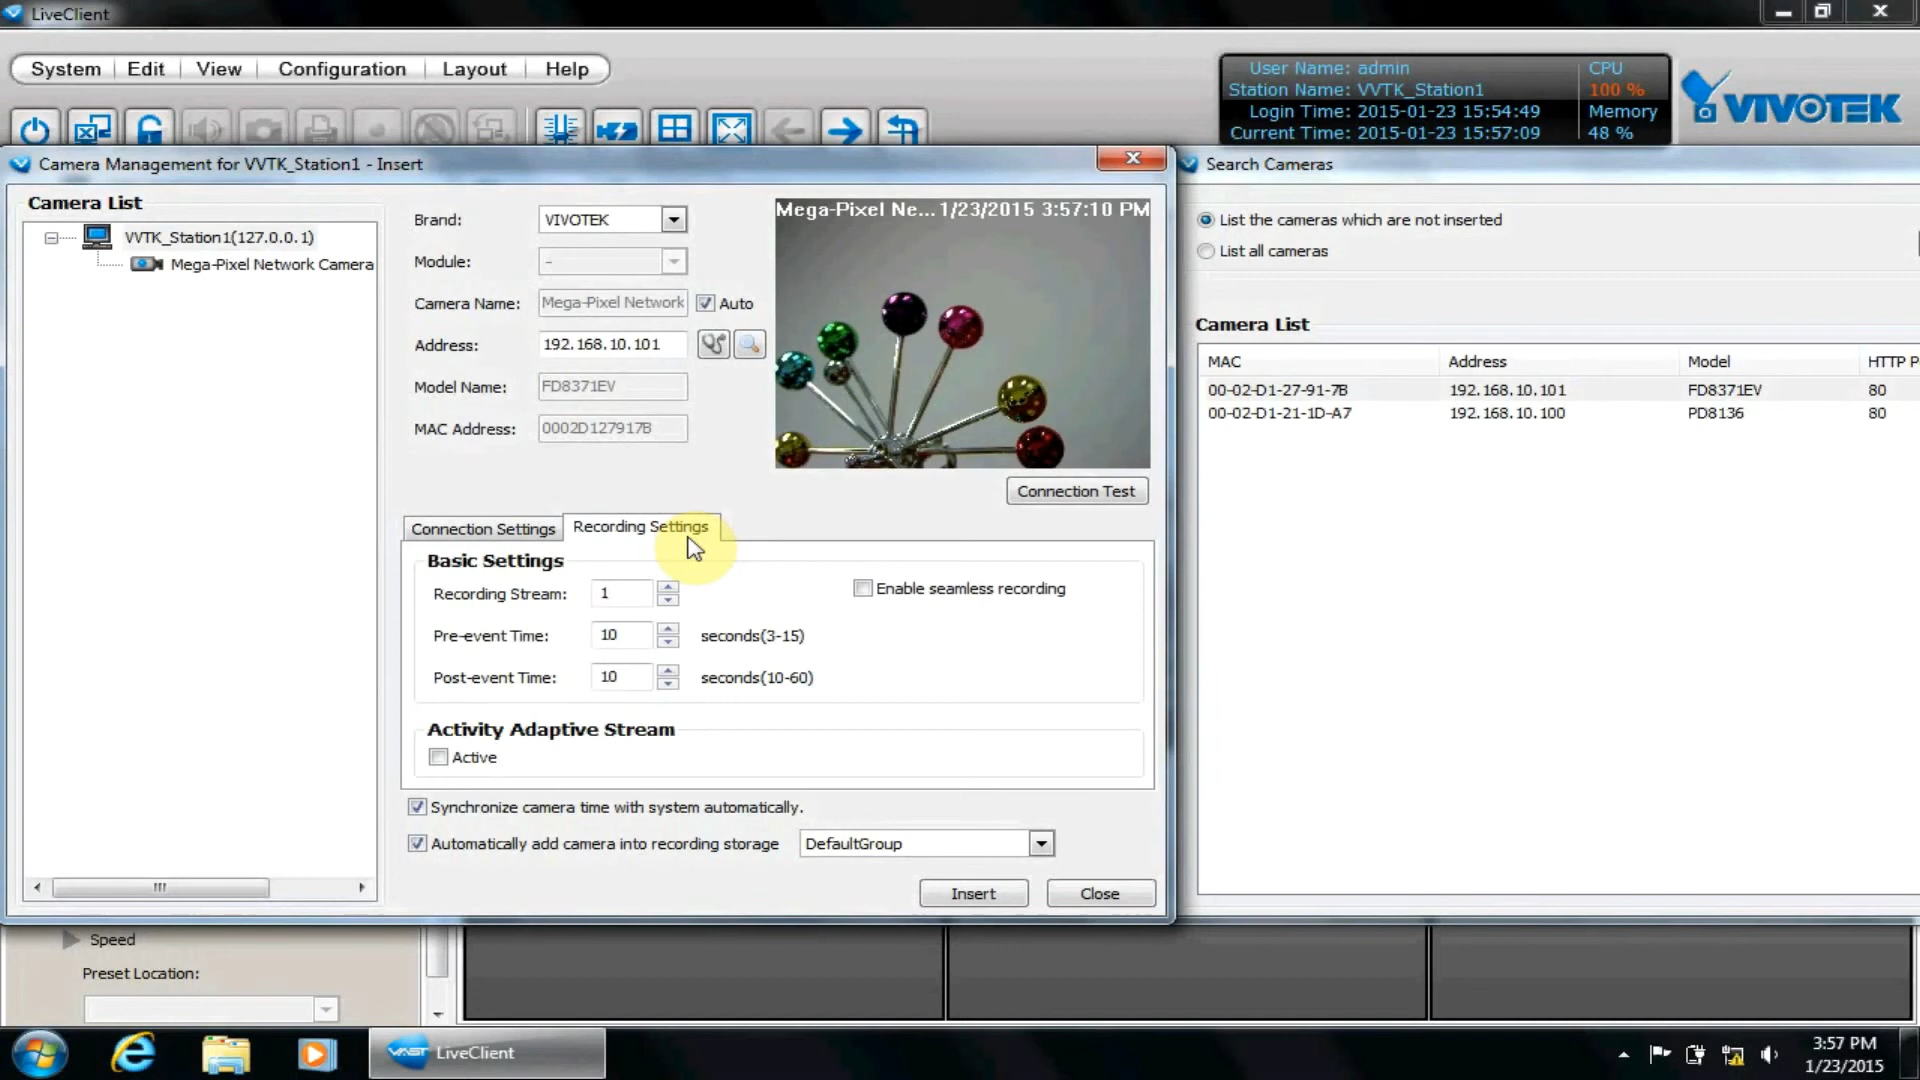 LiveClient
System Edit View Configuration Layout Help
User Name: admin CPU
Station Name: VVTK_Station1 100 %
Login Time: 2015-01-23 15:54:49 Memory
Current Time: 2015-01-23 15:57:09 48 %
VIVOTEK
Camera Management for VVTK_Station1 - Insert
Camera List
VVTK_Station1(127.0.0.1)
Mega-Pixel Network Camera
Brand: VIVOTEK
Module: -
Camera Name: Mega-Pixel Network Auto
Address: 192.168.10.101
Model Name: FD8371EV
MAC Address: 0002D127917B
Mega-Pixel Ne... 1/23/2015 3:57:10 PM
Connection Test
Connection Settings Recording Settings
Basic Settings
Recording Stream: 1 Enable seamless recording
Pre-event Time: 10 seconds(3-15)
Post-event Time: 10 seconds(10-60)
Activity Adaptive Stream
Active
Synchronize camera time with system automatically.
Automatically add camera into recording storage DefaultGroup
Insert Close
Search Cameras
List the cameras which are not inserted
List all cameras
Camera List
MAC Address Model HTTP P
00-02-D1-27-91-7B 192.168.10.101 FD8371EV 80
00-02-D1-21-1D-A7 192.168.10.100 PD8136 80
Speed
Preset Location:
VAST LiveClient
3:57 PM
1/23/2015